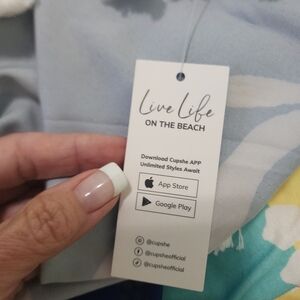 Live Life
ON THE BEACH
Download Cupshe APP
Unlimited Styles Await
App Store
Google Play
@cupshe
@cupsheofficial
@cupsheofficial